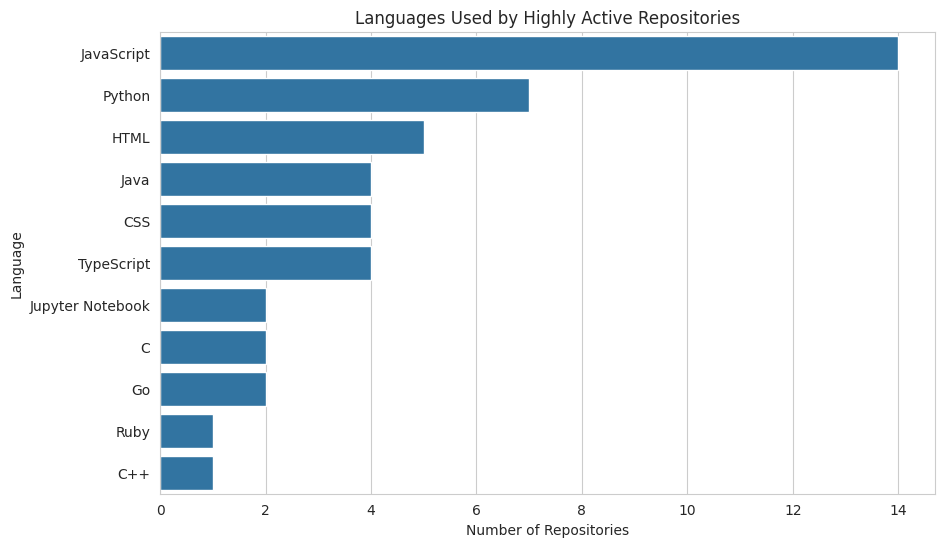 Languages Used by Highly Active Repositories
Language
JavaScript
Python
HTML
Java
CSS
TypeScript
Jupyter Notebook
C
Go
Ruby
C++
0 2 4 6 8 10 12 14
Number of Repositories